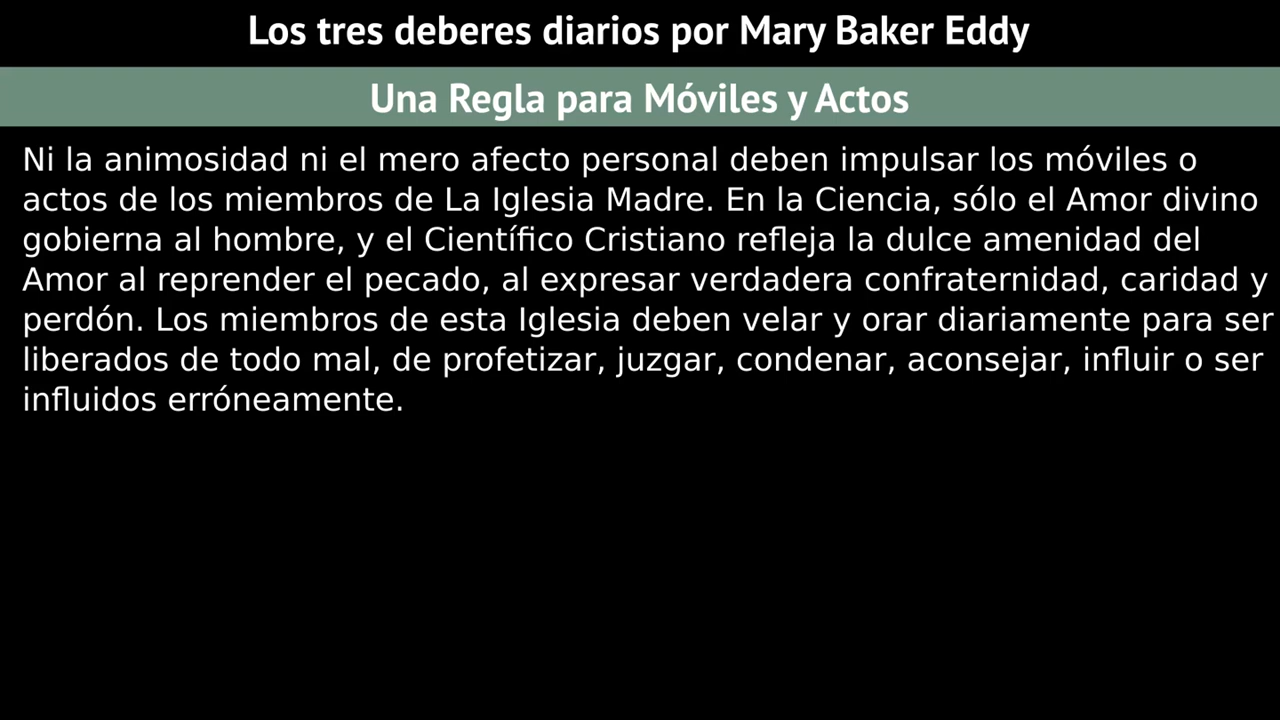 Los tres deberes diarios por Mary Baker Eddy
Una Regla para Móviles y Actos
Ni la animosidad ni el mero afecto personal deben impulsar los móviles o
actos de los miembros de La Iglesia Madre. En la Ciencia, sólo el Amor divino
gobierna al hombre, y el Científico Cristiano refleja la dulce amenidad del
Amor al reprender el pecado, al expresar verdadera confraternidad, caridad y
perdón. Los miembros de esta Iglesia deben velar y orar diariamente para ser
liberados de todo mal, de profetizar, juzgar, condenar, aconsejar, influir o ser
influidos erróneamente.